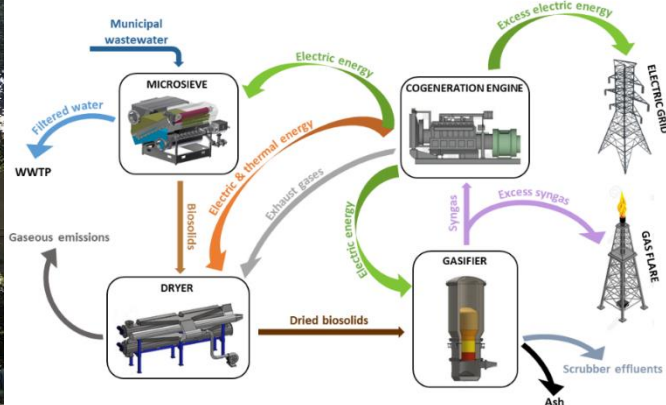 Municipal
wastewater
MICROSIEVE
Filtered water
WWTP
Electric energy
COGENERATION ENGINE
Excess electric energy
ELECTRIC GRID
Electric & thermal energy
Exhaust gases
Biosolids
Gaseous emissions
Electric energy
Syngas
Excess syngas
GAS FLARE
DRYER
Dried biosolids
GASIFIER
Scrubber effluents
Ash